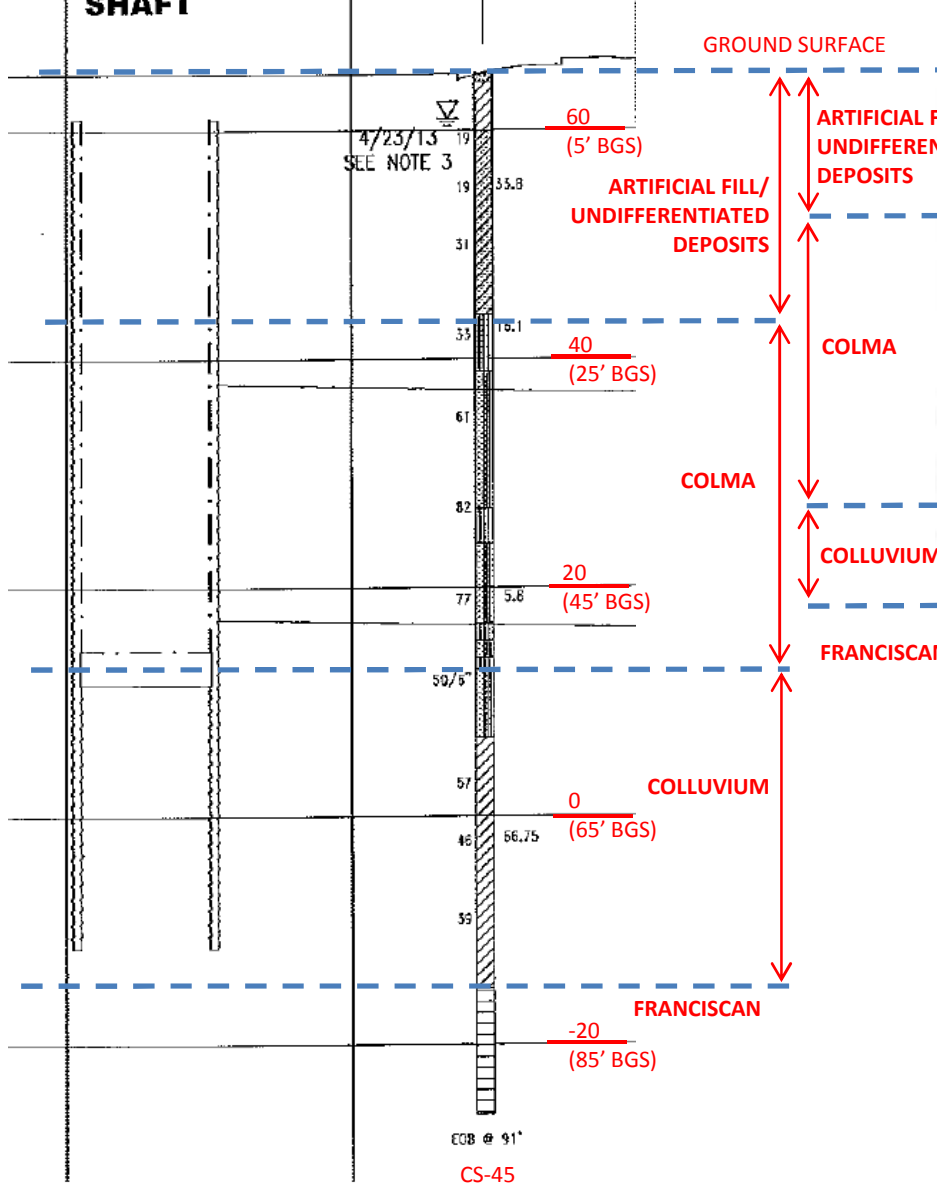 SHAFT
GROUND SURFACE
4/23/13
SEE NOTE 3
19
60
(5' BGS)
ARTIFICIAL
UNDIFFEREN
DEPOSITS
19
33.8
ARTIFICIAL FILL/
UNDIFFERENTIATED
DEPOSITS
31
33
16.1
40
(25' BGS)
COLMA
61
COLMA
82
COLLUVIUM
20
(45' BGS)
77
5.8
FRANCISCAN
50/6"
COLLUVIUM
57
0
(65' BGS)
46
66.75
39
FRANCISCAN
-20
(85' BGS)
EOB @ 91'
CS-45